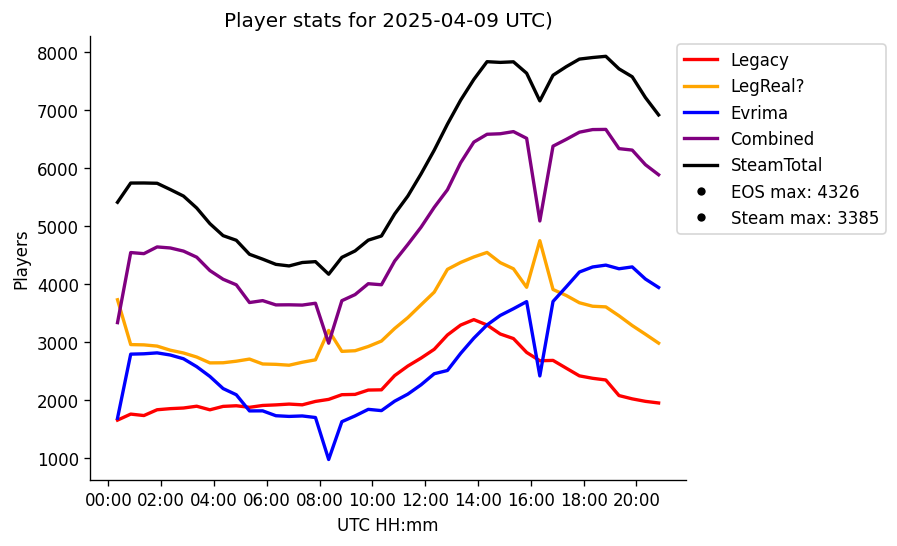 Player stats for 2025-04-09 UTC)
8000
7000
6000
5000
4000
3000
2000
1000
Players
00:00 02:00 04:00 06:00 08:00 10:00 12:00 14:00 16:00 18:00 20:00
UTC HH:mm
Legacy
LegReal?
Evrima
Combined
SteamTotal
EOS max: 4326
Steam max: 3385